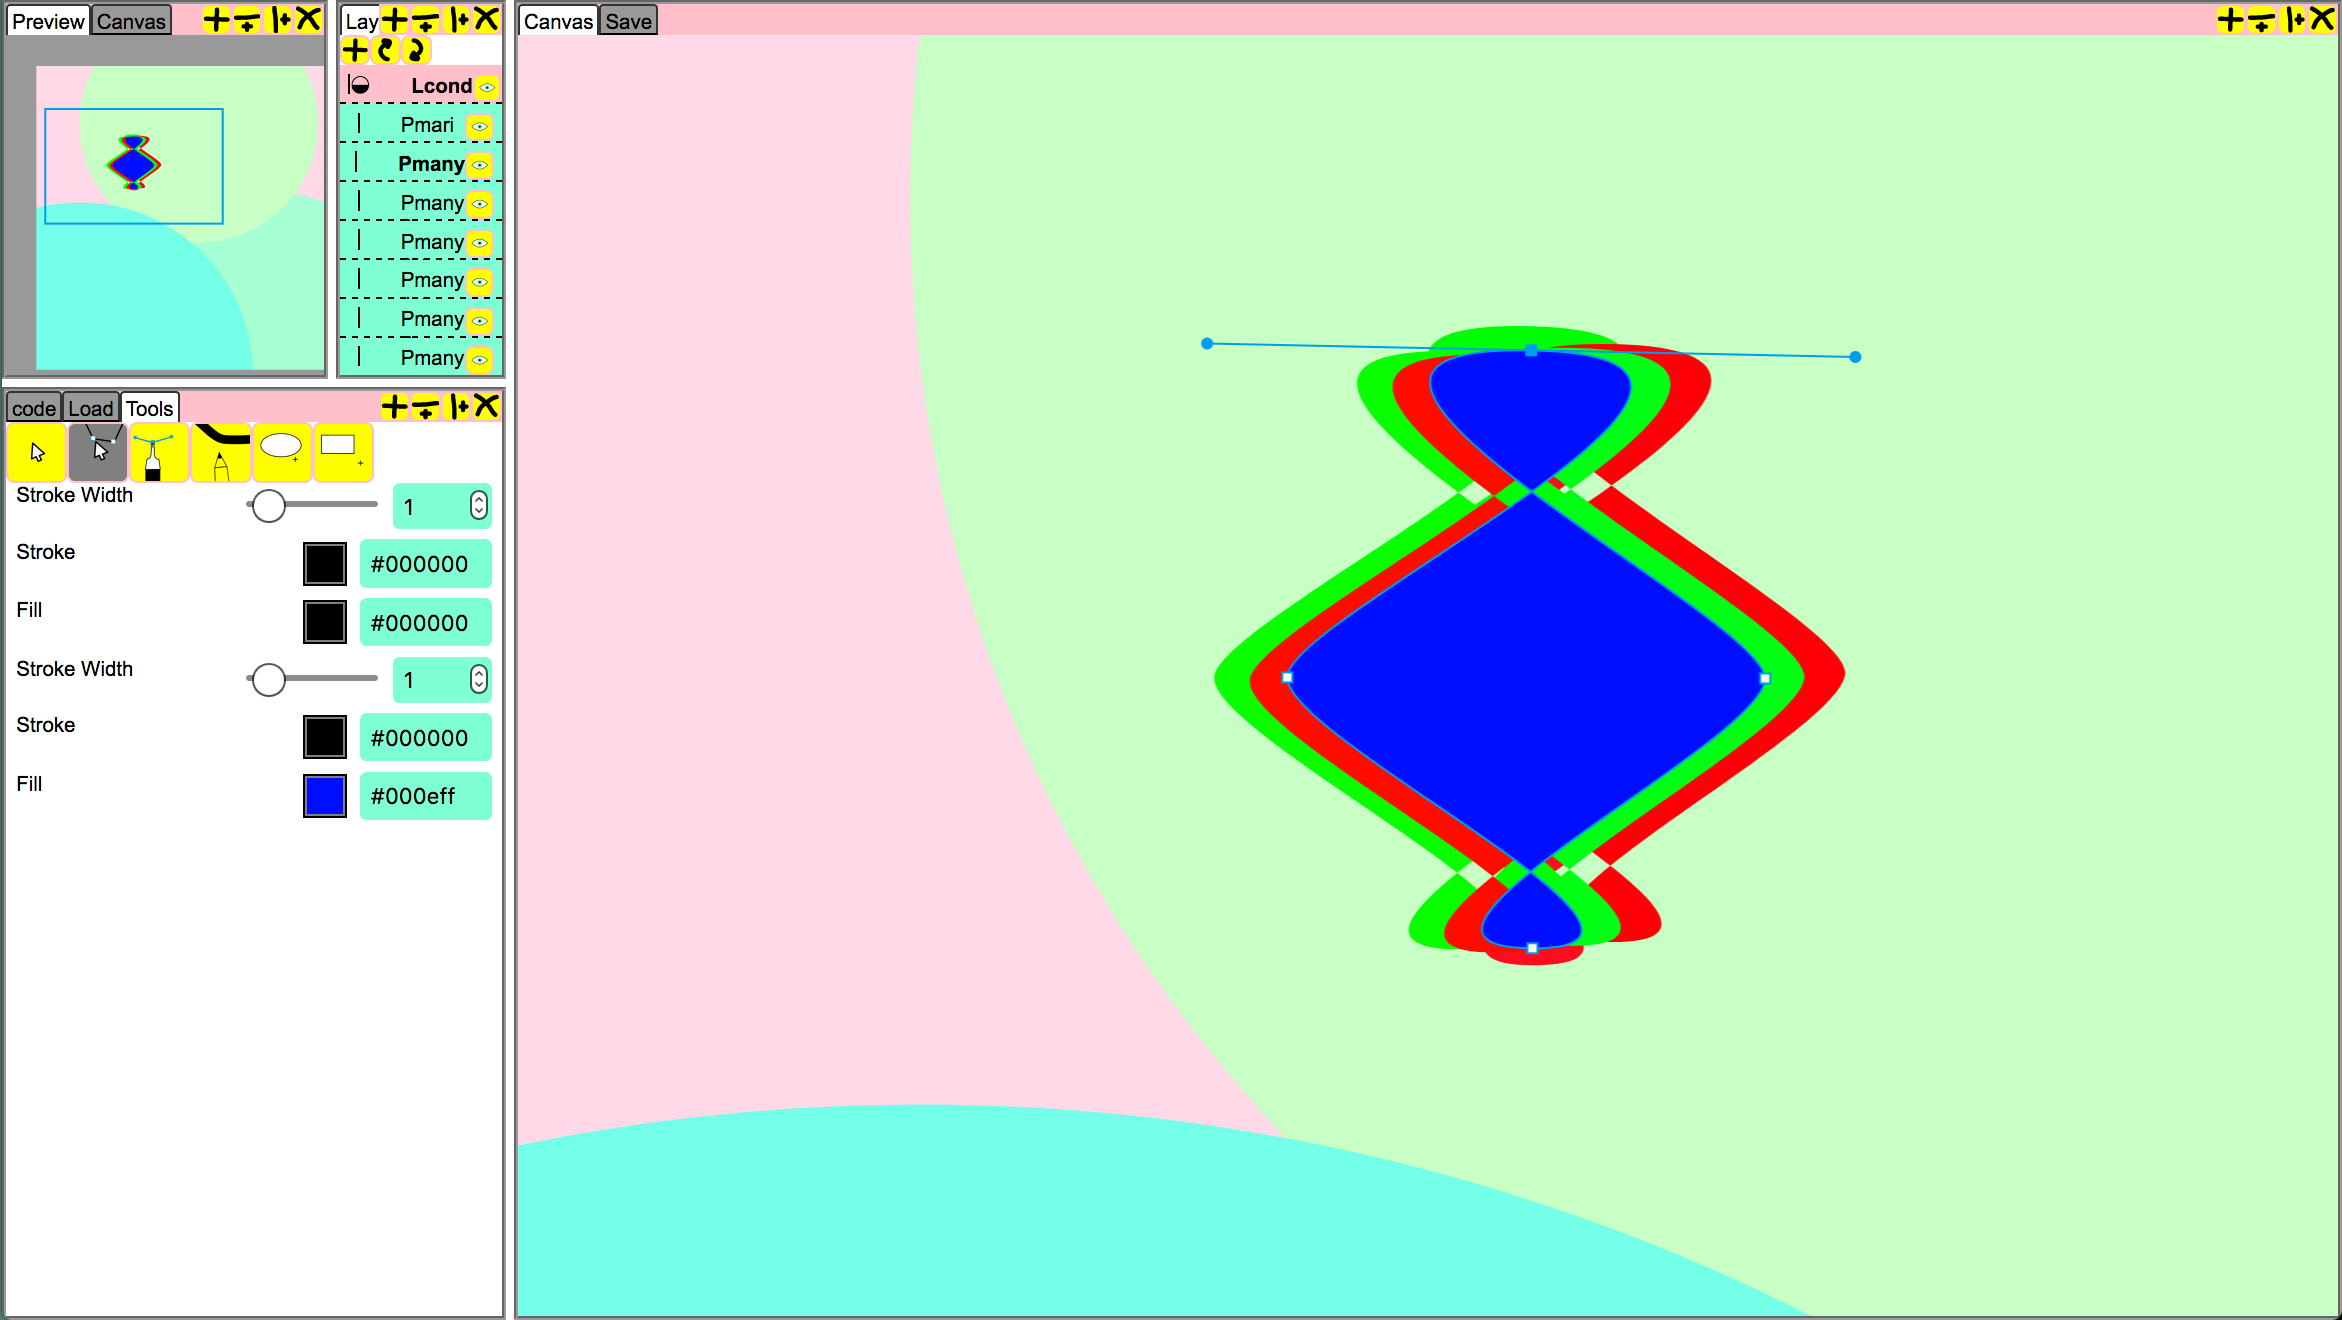 Preview Canvas
Lay
Canvas Save
Lcond
Pmari
Pmany
Pmany
Pmany
Pmany
Pmany
Pmany
code Load Tools
Stroke Width 1
Stroke #000000
Fill #000000
Stroke Width 1
Stroke #000000
Fill #000eff